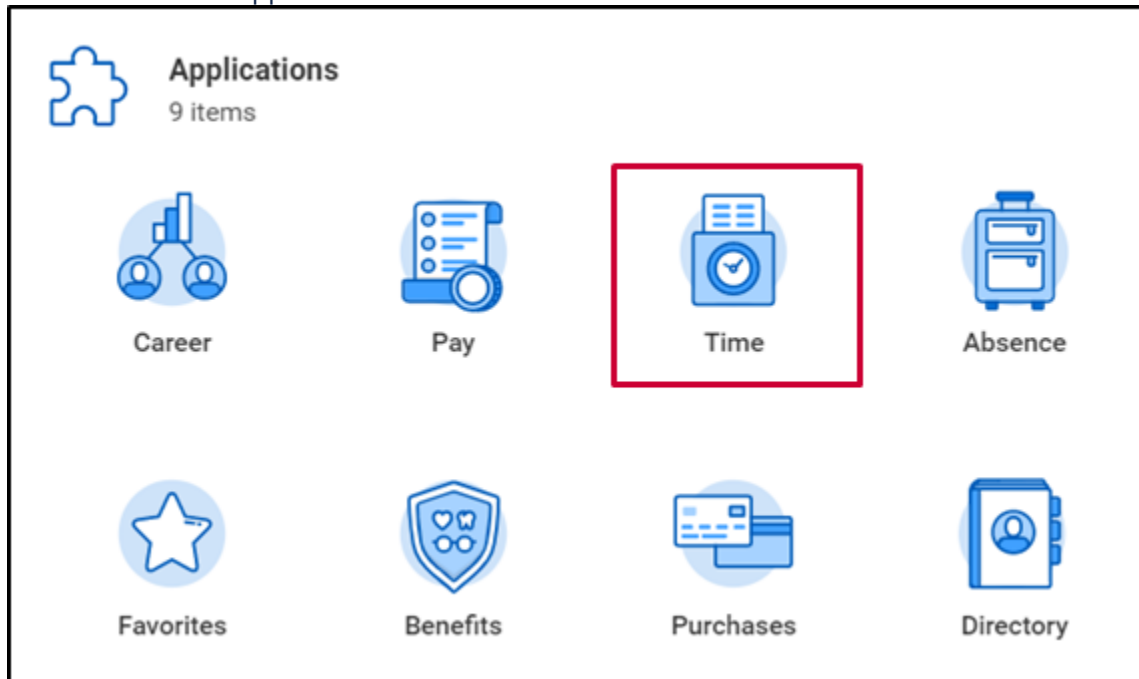 Applications
9 items
Career Pay Time Absence
Favorites Benefits Purchases Directory